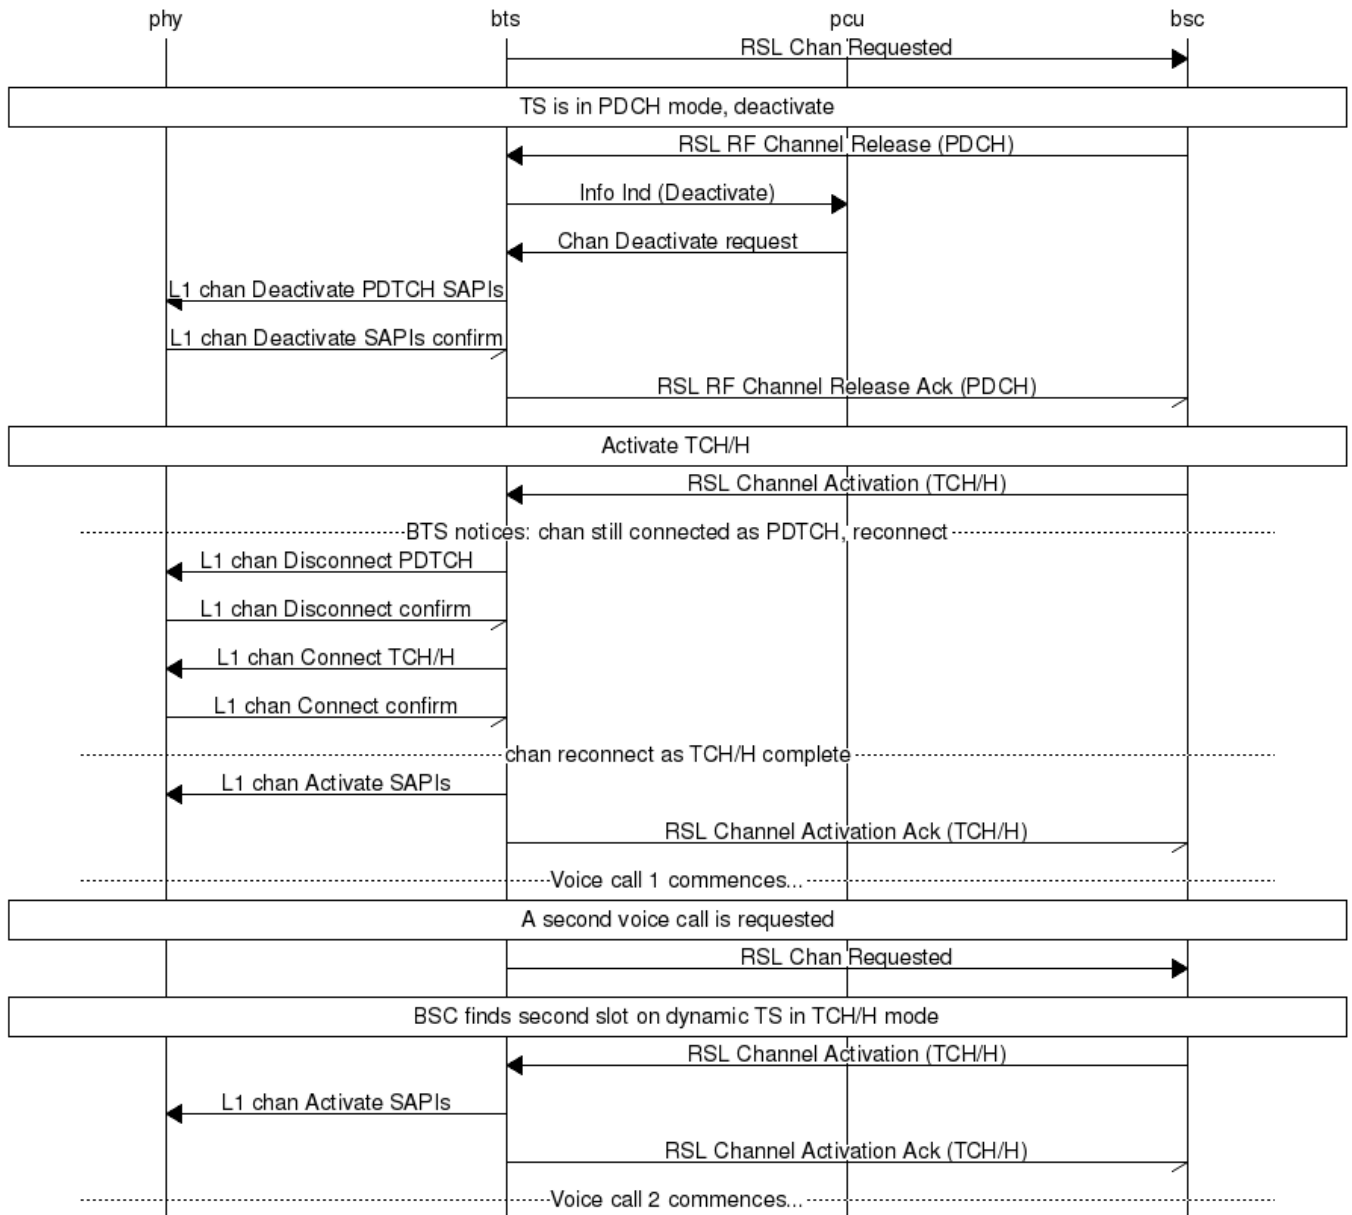 phy bts pcu bsc
RSL Chan Requested
TS is in PDCH mode, deactivate
RSL RF Channel Release (PDCH)
Info Ind (Deactivate)
Chan Deactivate request
L1 chan Deactivate PDTCH SAPIs
L1 chan Deactivate SAPIs confirm
RSL RF Channel Release Ack (PDCH)
Activate TCH/H
RSL Channel Activation (TCH/H)
BTS notices: chan still connected as PDTCH, reconnect
L1 chan Disconnect PDTCH
L1 chan Disconnect confirm
L1 chan Connect TCH/H
L1 chan Connect confirm
chan reconnect as TCH/H complete
L1 chan Activate SAPIs
RSL Channel Activation Ack (TCH/H)
Voice call 1 commences...
A second voice call is requested
RSL Chan Requested
BSC finds second slot on dynamic TS in TCH/H mode
RSL Channel Activation (TCH/H)
L1 chan Activate SAPIs
RSL Channel Activation Ack (TCH/H)
Voice call 2 commences...